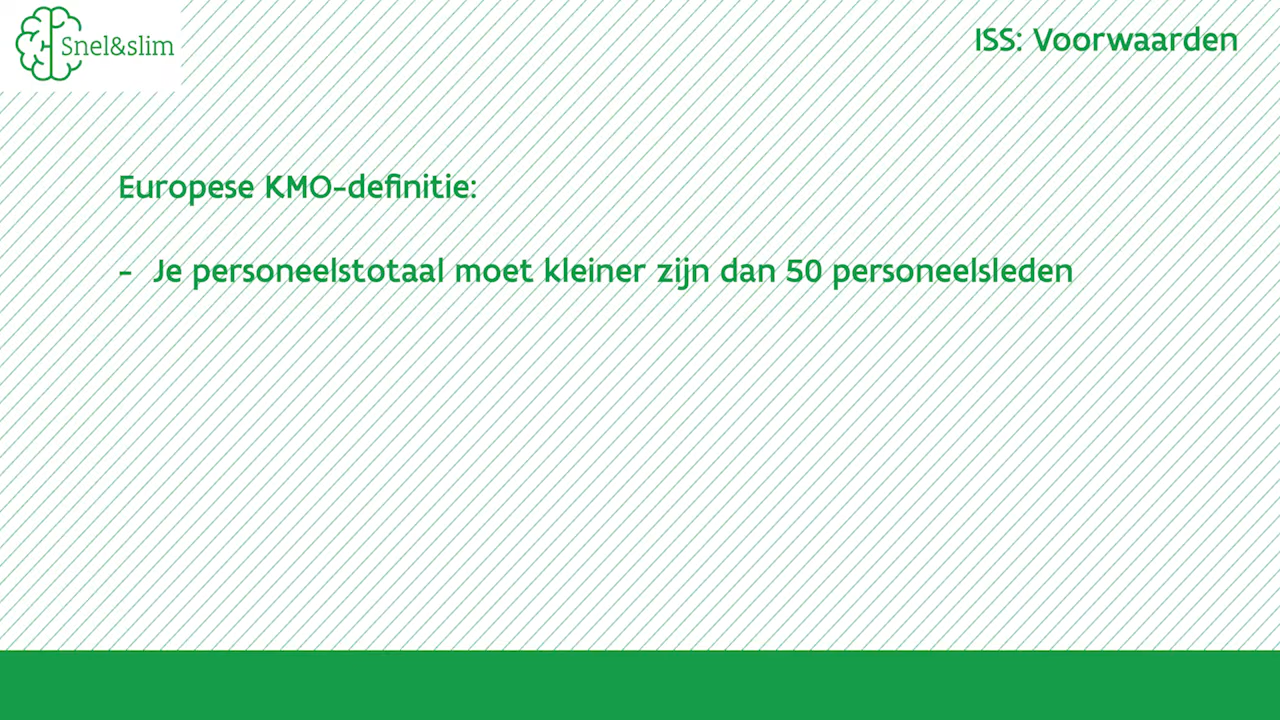 Snel&slim
ISS: Voorwaarden
Europese KMO-definitie:
- Je personeelstotaal moet kleiner zijn dan 50 personeelsleden